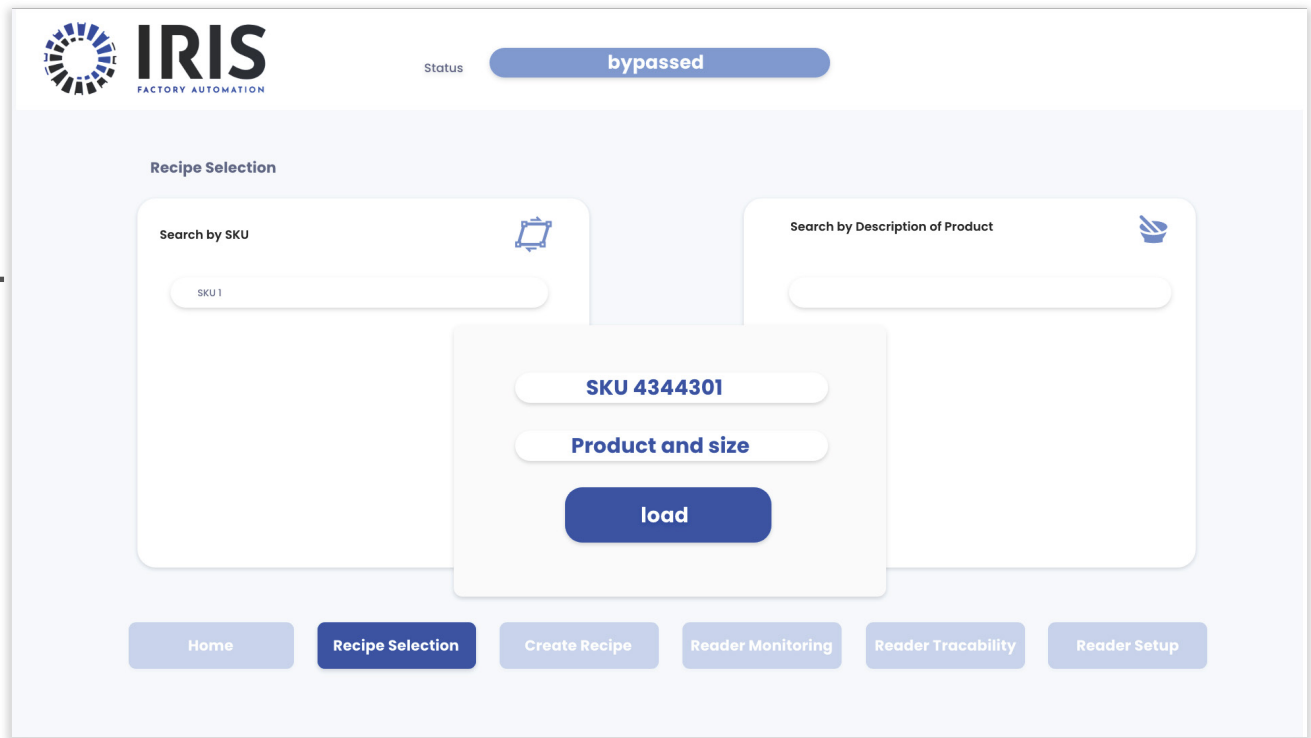 IRIS
FACTORY AUTOMATION
Status
bypassed
Recipe Selection
Search by SKU
SKU 1
Search by Description of Product
SKU 4344301
Product and size
load
Home
Recipe Selection
Create Recipe
Reader Monitoring
Reader Tracability
Reader Setup